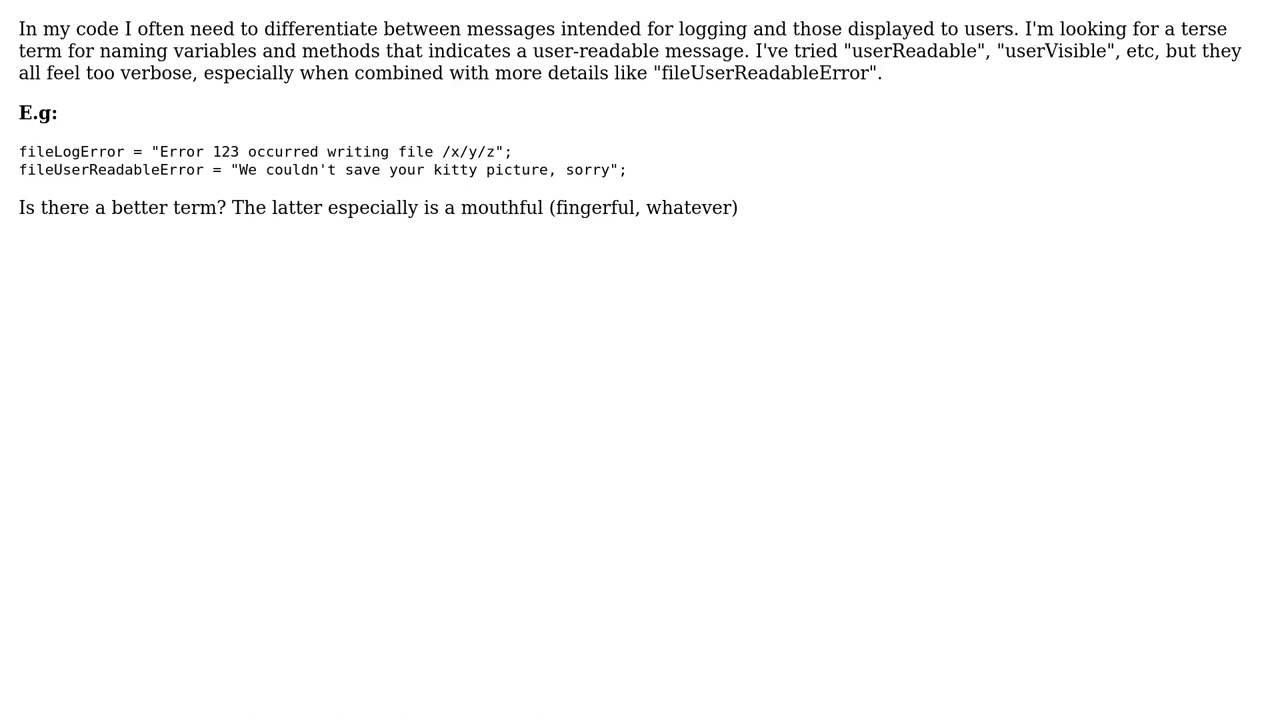 In my code I often need to differentiate between messages intended for logging and those displayed to users. I'm looking for a terse
term for naming variables and methods that indicates a user-readable message. I've tried "userReadable", "userVisible", etc, but they
all feel too verbose, especially when combined with more details like "fileUserReadableError".
E.g:
fileLogError = "Error 123 occurred writing file /x/y/z";
fileUserReadableError = "We couldn't save your kitty picture, sorry";
Is there a better term? The latter especially is a mouthful (fingerful, whatever)